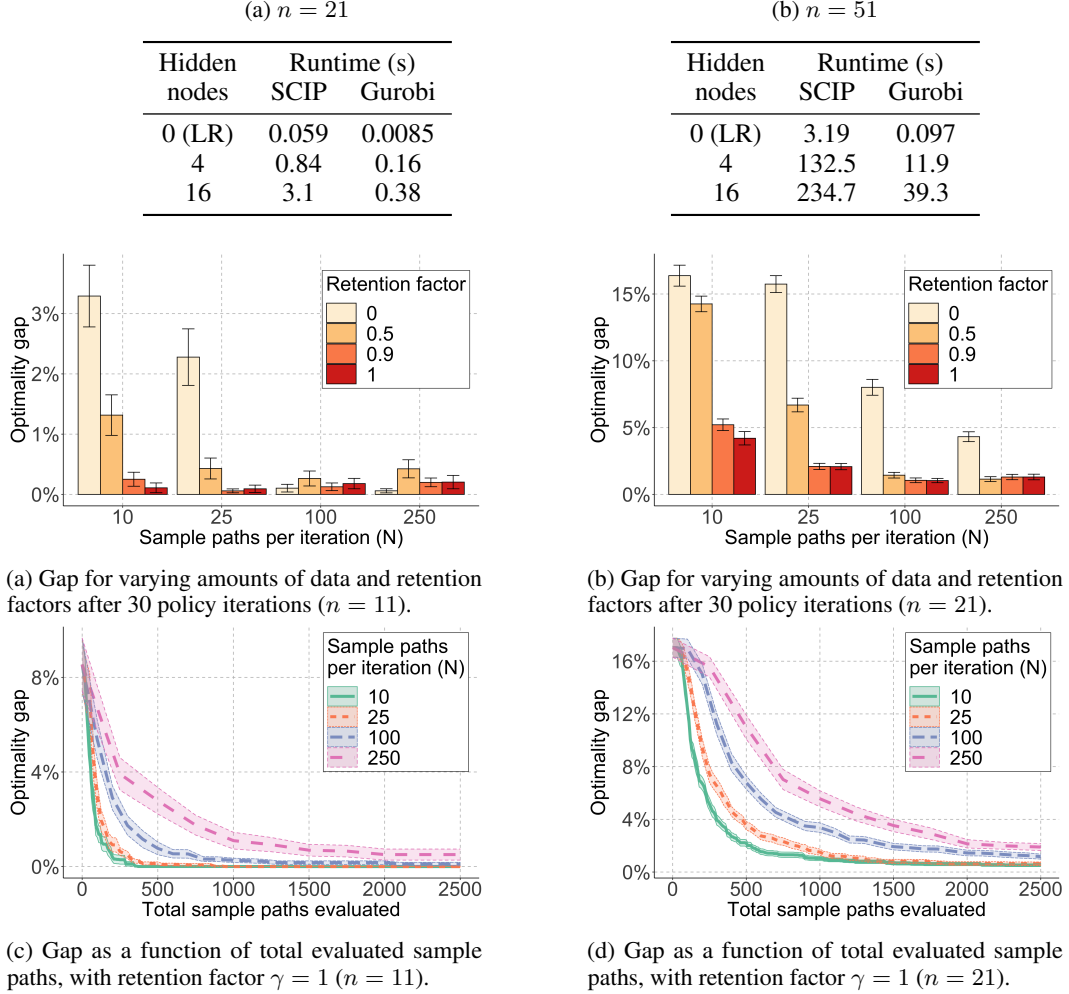 (a) n = 21
Hidden nodes Runtime (s)
SCIP Gurobi
0 (LR) 0.059 0.0085
4 0.84 0.16
16 3.1 0.38
(b) n = 51
Hidden nodes Runtime (s)
SCIP Gurobi
0 (LR) 3.19 0.097
4 132.5 11.9
16 234.7 39.3
Optimality gap
3%
2%
1%
0%
Retention factor
0
0.5
0.9
1
10 25 100 250
Sample paths per iteration (N)
(a) Gap for varying amounts of data and retention
factors after 30 policy iterations (n = 11).
Optimality gap
15%
10%
5%
0%
Retention factor
0
0.5
0.9
1
10 25 100 250
Sample paths per iteration (N)
(b) Gap for varying amounts of data and retention
factors after 30 policy iterations (n = 21).
Optimality gap
8%
4%
0%
Sample paths
per iteration (N)
10
25
100
250
0 500 1000 1500 2000 2500
Total sample paths evaluated
(c) Gap as a function of total evaluated sample
paths, with retention factor γ = 1 (n = 11).
Optimality gap
16%
12%
8%
4%
0%
Sample paths
per iteration (N)
10
25
100
250
0 500 1000 1500 2000 2500
Total sample paths evaluated
(d) Gap as a function of total evaluated sample
paths, with retention factor γ = 1 (n = 21).